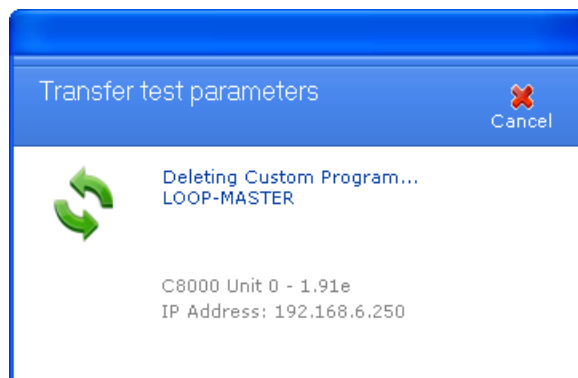 Transfer test parameters
Cancel
Deleting Custom Program...
LOOP-MASTER
C8000 Unit 0 - 1.91e
IP Address: 192.168.6.250